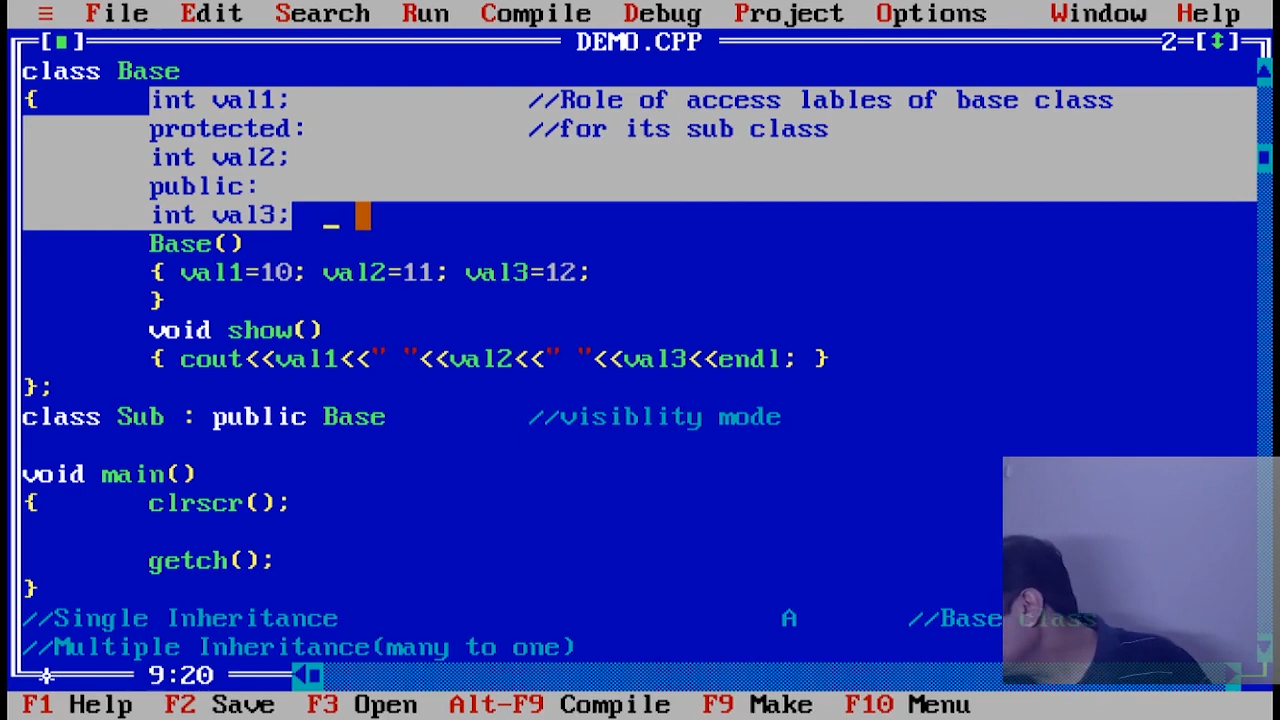 ≡ File Edit Search Run Compile Debug Project Options Window Help
[■] DEMO.CPP 2=[↕]
class Base
{ int val1; //Role of access lables of base class
protected: //for its sub class
int val2;
public:
int val3; _
Base()
{ val1=10; val2=11; val3=12;
}
void show()
{ cout<<val1<<" "<<val2<<" "<<val3<<endl; }
};
class Sub : public Base //visiblity mode
void main()
{ clrscr();
getch();
}
//Single Inheritance A //Base class
//Multiple Inheritance(many to one)
9:20
F1 Help F2 Save F3 Open Alt-F9 Compile F9 Make F10 Menu